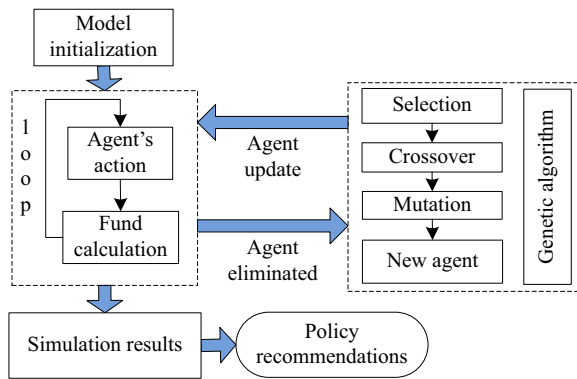 Model
initialization
loop
Agent's
action
Fund
calculation
Agent
update
Agent
eliminated
Selection
Crossover
Mutation
New agent
Genetic algorithm
Simulation results
Policy
recommendations